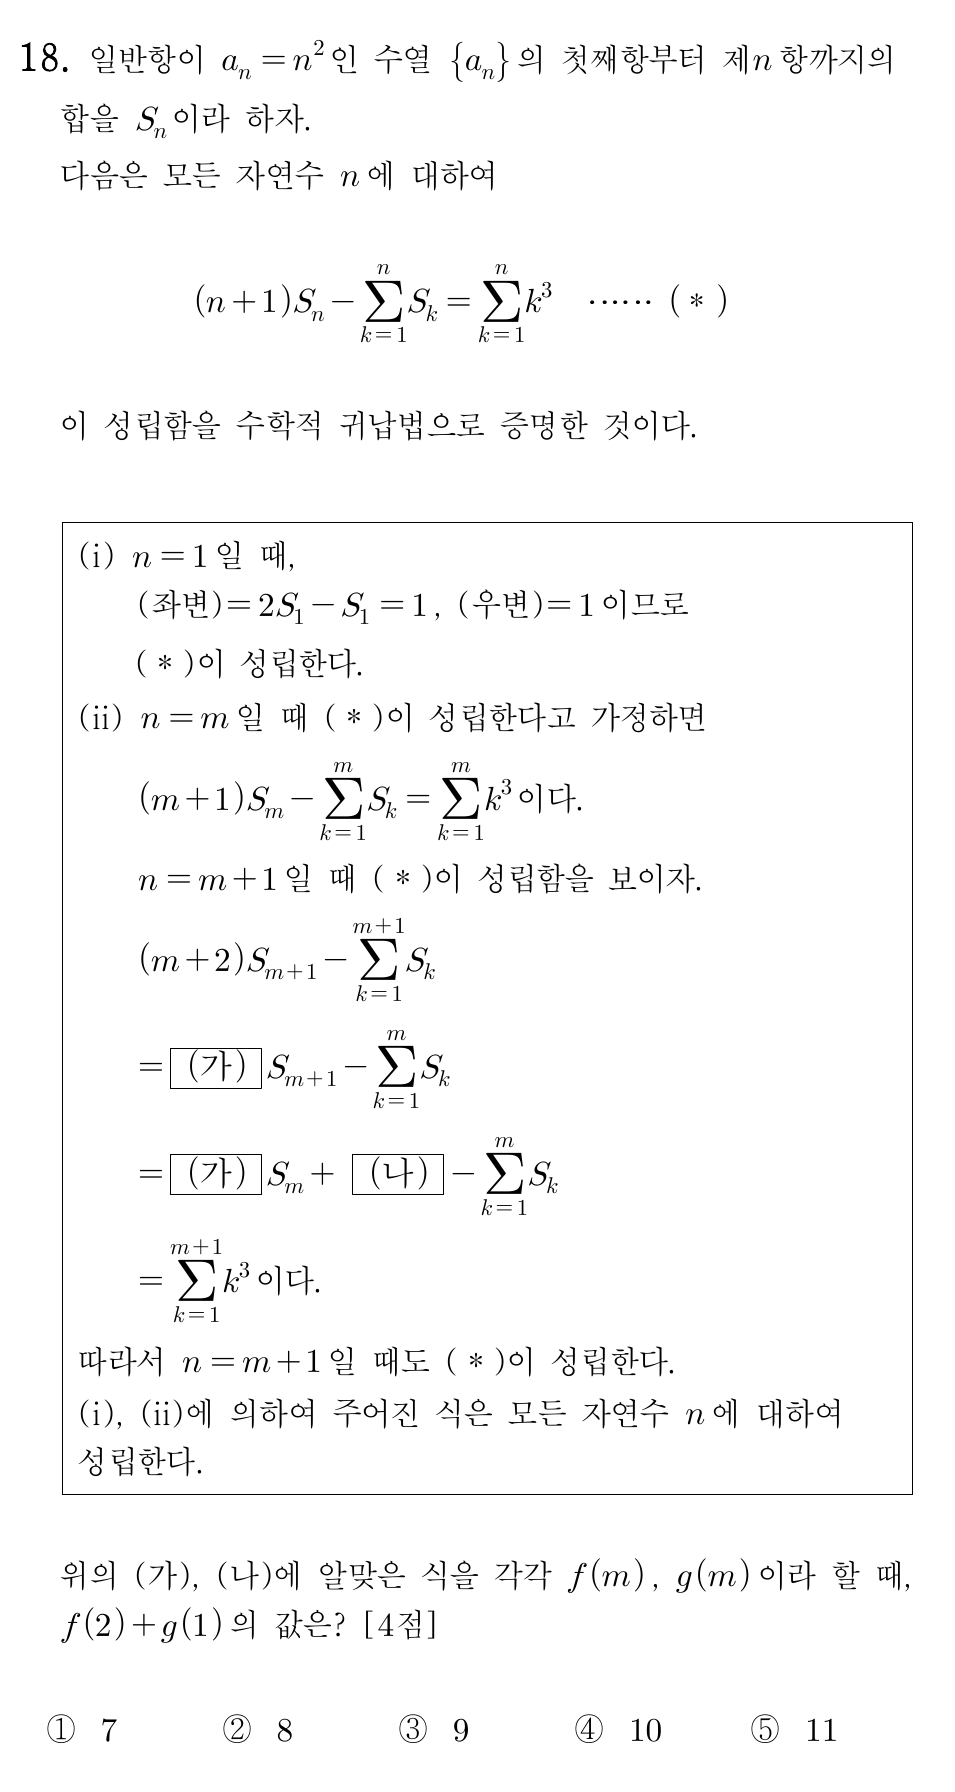 18. 일반항이 $a_n = n^2$인 수열 $\{a_n\}$의 첫째항부터 제$n$항까지의
합을 $S_n$이라 하자.
다음은 모든 자연수 $n$에 대하여
$(n+1)S_n - \sum_{k=1}^{n} S_k = \sum_{k=1}^{n} k^3$ …… ( * )
이 성립함을 수학적 귀납법으로 증명한 것이다.
(i) $n=1$일 때,
(좌변)$= 2S_1 - S_1 = 1$, (우변)$= 1$이므로
( * )이 성립한다.
(ii) $n=m$일 때 ( * )이 성립한다고 가정하면
$(m+1)S_m - \sum_{k=1}^{m} S_k = \sum_{k=1}^{m} k^3$이다.
$n=m+1$일 때 ( * )이 성립함을 보이자.
$(m+2)S_{m+1} - \sum_{k=1}^{m+1} S_k$
$=$ (가) $S_{m+1} - \sum_{k=1}^{m} S_k$
$=$ (가) $S_m +$ (나) $- \sum_{k=1}^{m} S_k$
$= \sum_{k=1}^{m+1} k^3$이다.
따라서 $n=m+1$일 때도 ( * )이 성립한다.
(i), (ii)에 의하여 주어진 식은 모든 자연수 $n$에 대하여
성립한다.
위의 (가), (나)에 알맞은 식을 각각 $f(m)$, $g(m)$이라 할 때,
$f(2)+g(1)$의 값은? [4점]
① 7 ② 8 ③ 9 ④ 10 ⑤ 11